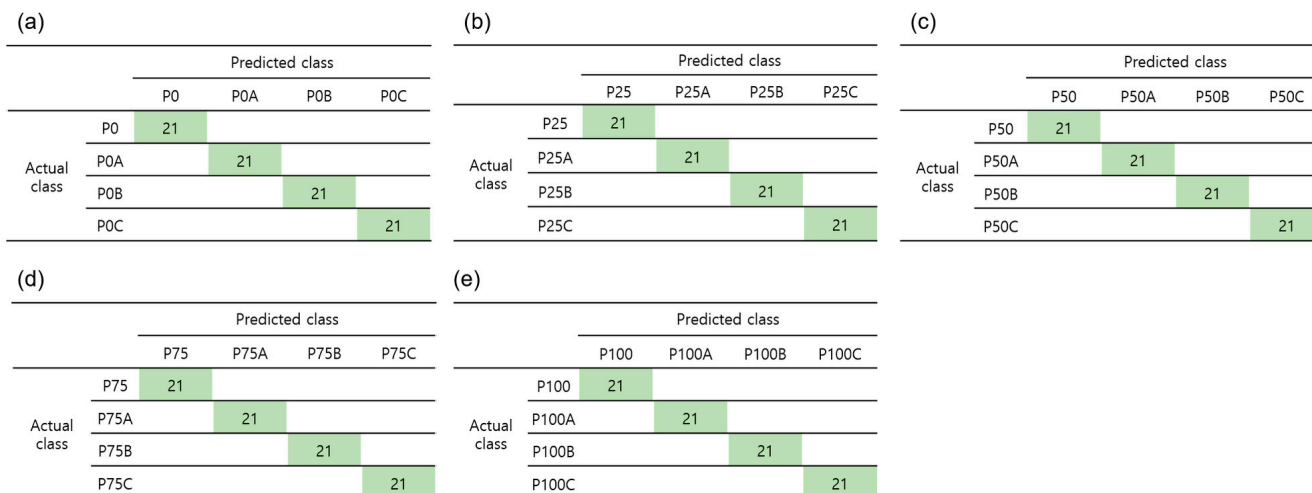 (a)
Predicted class
P0 P0A P0B P0C
P0 21
Actual class
P0A 21
P0B 21
P0C 21
(b)
Predicted class
P25 P25A P25B P25C
P25 21
Actual class
P25A 21
P25B 21
P25C 21
(c)
Predicted class
P50 P50A P50B P50C
P50 21
Actual class
P50A 21
P50B 21
P50C 21
(d)
Predicted class
P75 P75A P75B P75C
P75 21
Actual class
P75A 21
P75B 21
P75C 21
(e)
Predicted class
P100 P100A P100B P100C
P100 21
Actual class
P100A 21
P100B 21
P100C 21